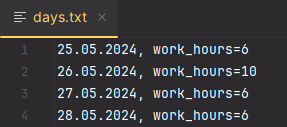 days.txt
1 25.05.2024, work_hours=6
2 26.05.2024, work_hours=10
3 27.05.2024, work_hours=6
4 28.05.2024, work_hours=6